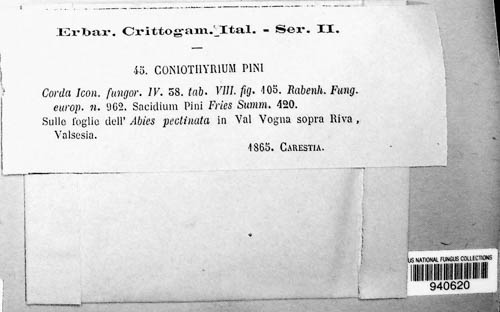 Erbar. Crittogam. Ital. - Ser. II.
45. CONIOTHYRIUM PINI
Corda Icon. fungor. IV. 38. tab. VIII. fig. 105. Rabenh. Fung.
europ. n. 962. Sacidium Pini Fries Summ. 420.
Sulle foglie dell' Abies pectinata in Val Vogna sopra Riva,
Valsesia.
1865. CARESTIA.
US NATIONAL FUNGUS COLLECTIONS
940620